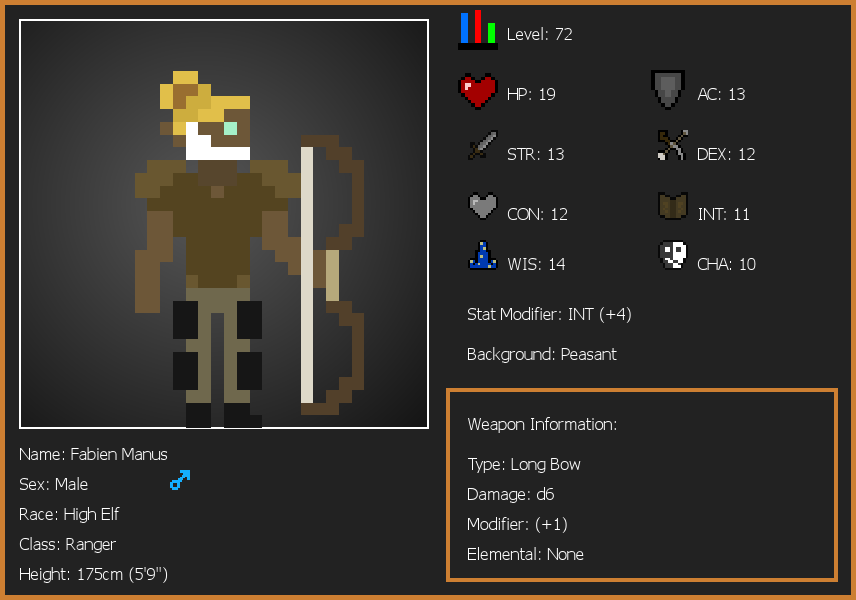 Level: 72
HP: 19
AC: 13
STR: 13
DEX: 12
CON: 12
INT: 11
WIS: 14
CHA: 10
Stat Modifier: INT (+4)
Background: Peasant
Weapon Information:
Type: Long Bow
Damage: d6
Modifier: (+1)
Elemental: None
Name: Fabien Manus
Sex: Male
Race: High Elf
Class: Ranger
Height: 175cm (5'9")